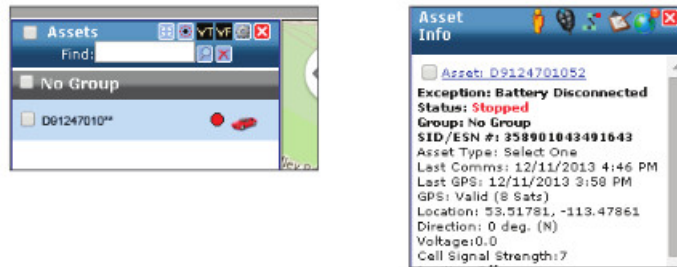 Assets
Find:
No Group
D91247010**
Asset
Info
Asset: D9124701052
Exception: Battery Disconnected
Status: Stopped
Group: No Group
SID/ESN #: 358901043491643
Asset Type: Select One
Last Comms: 12/11/2013 4:46 PM
Last GPS: 12/11/2013 3:58 PM
GPS: Valid (8 Sats)
Location: 53.51781, -113.47861
Direction: 0 deg. (N)
Voltage:0.0
Cell Signal Strength:7